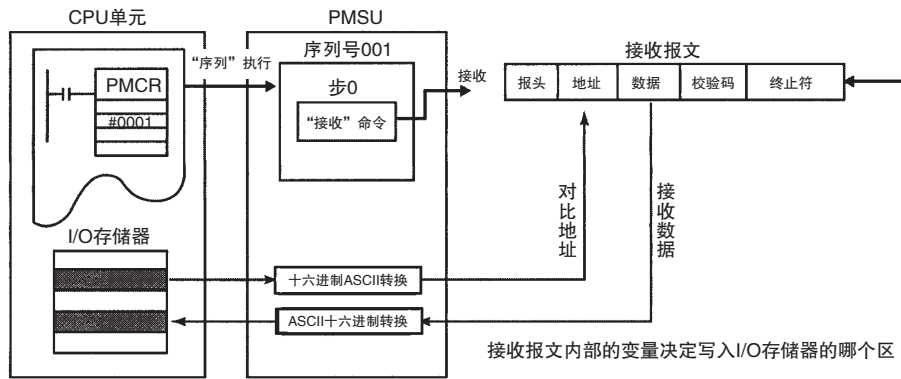 CPU单元
PMSU
PMCR
#0001
“序列”执行
序列号001
步0
“接收”命令
接收
接收报文
报头 地址 数据 校验码 终止符
对比地址
接收数据
I/O存储器
十六进制ASCII转换
ASCII十六进制转换
接收报文内部的变量决定写入I/O存储器的哪个区